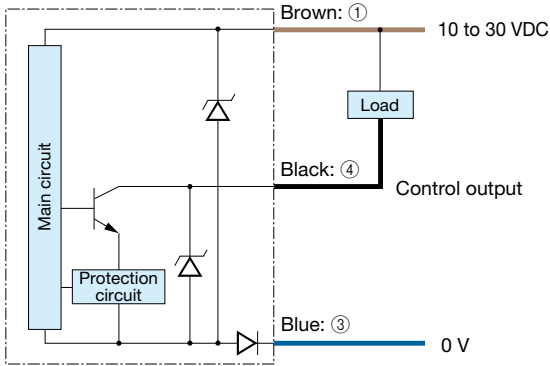 Brown: ①
10 to 30 VDC
Load
Main circuit
Black: ④
Control output
Protection
circuit
Blue: ③
0 V